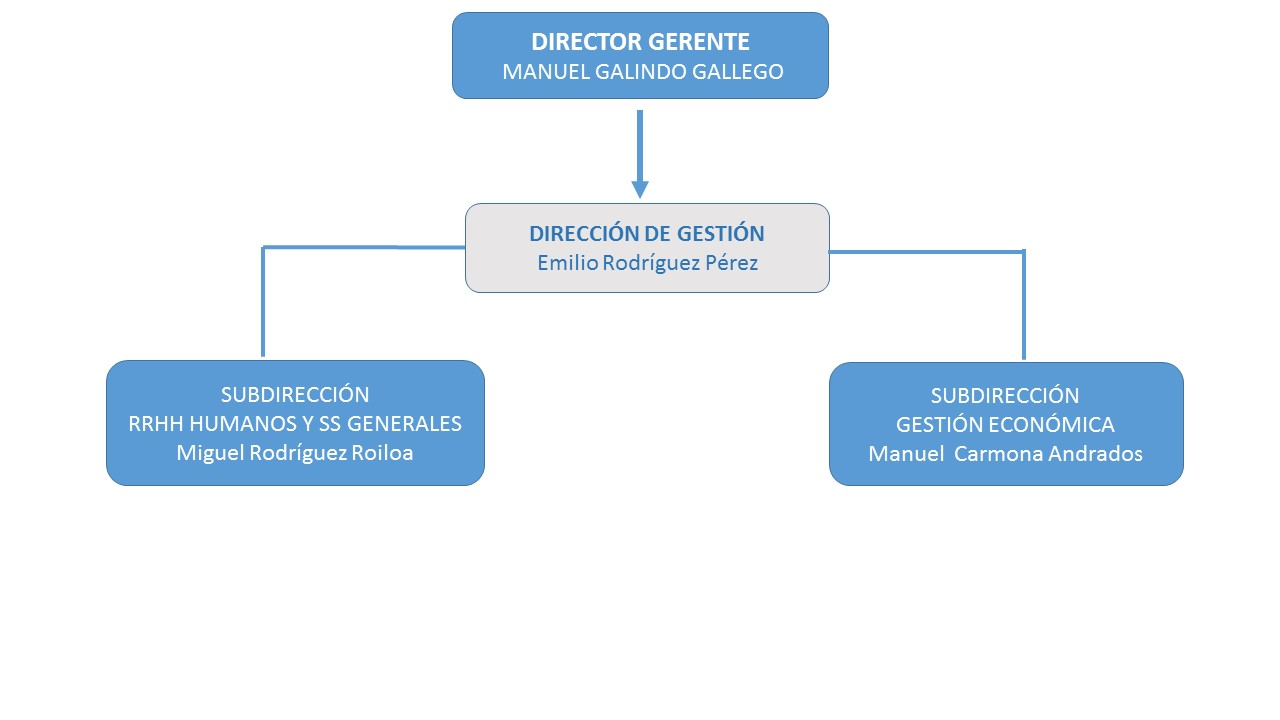 DIRECTOR GERENTE
MANUEL GALINDO GALLEGO
DIRECCIÓN DE GESTIÓN
Emilio Rodríguez Pérez
SUBDIRECCIÓN
RRHH HUMANOS Y SS GENERALES
Miguel Rodríguez Roiloa
SUBDIRECCIÓN
GESTIÓN ECONÓMICA
Manuel  Carmona Andrados